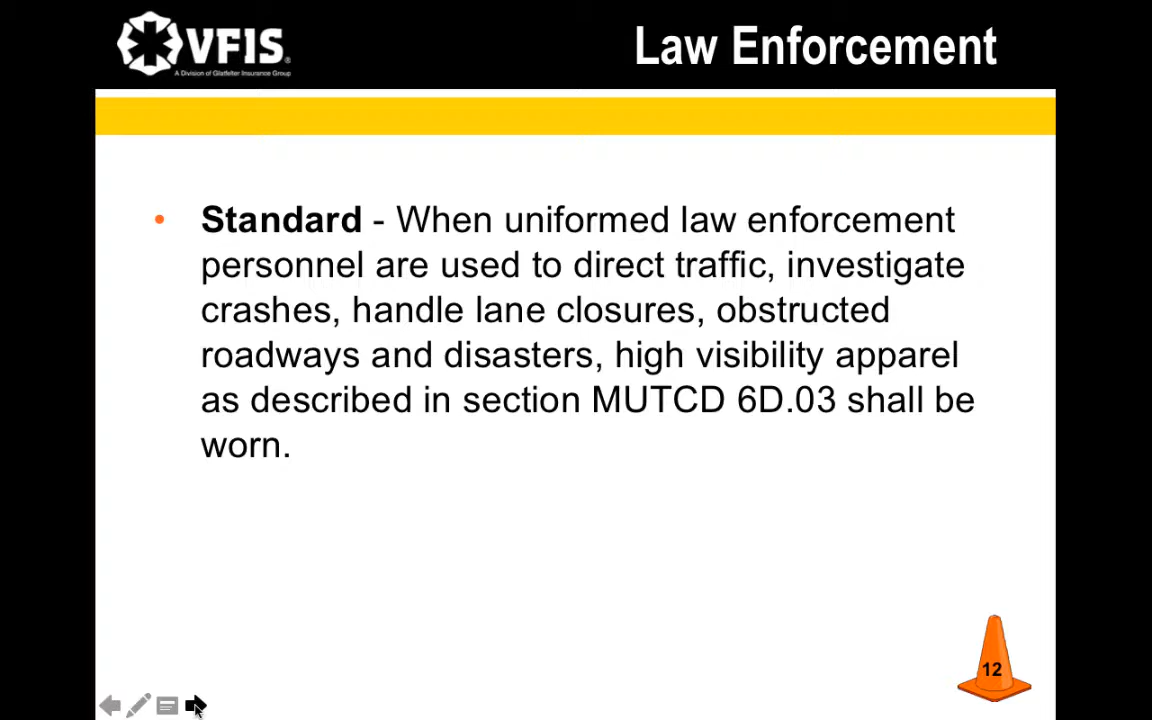 VFIS®
A Division of Glatfelter Insurance Group
Law Enforcement
• Standard - When uniformed law enforcement
personnel are used to direct traffic, investigate
crashes, handle lane closures, obstructed
roadways and disasters, high visibility apparel
as described in section MUTCD 6D.03 shall be
worn.
12